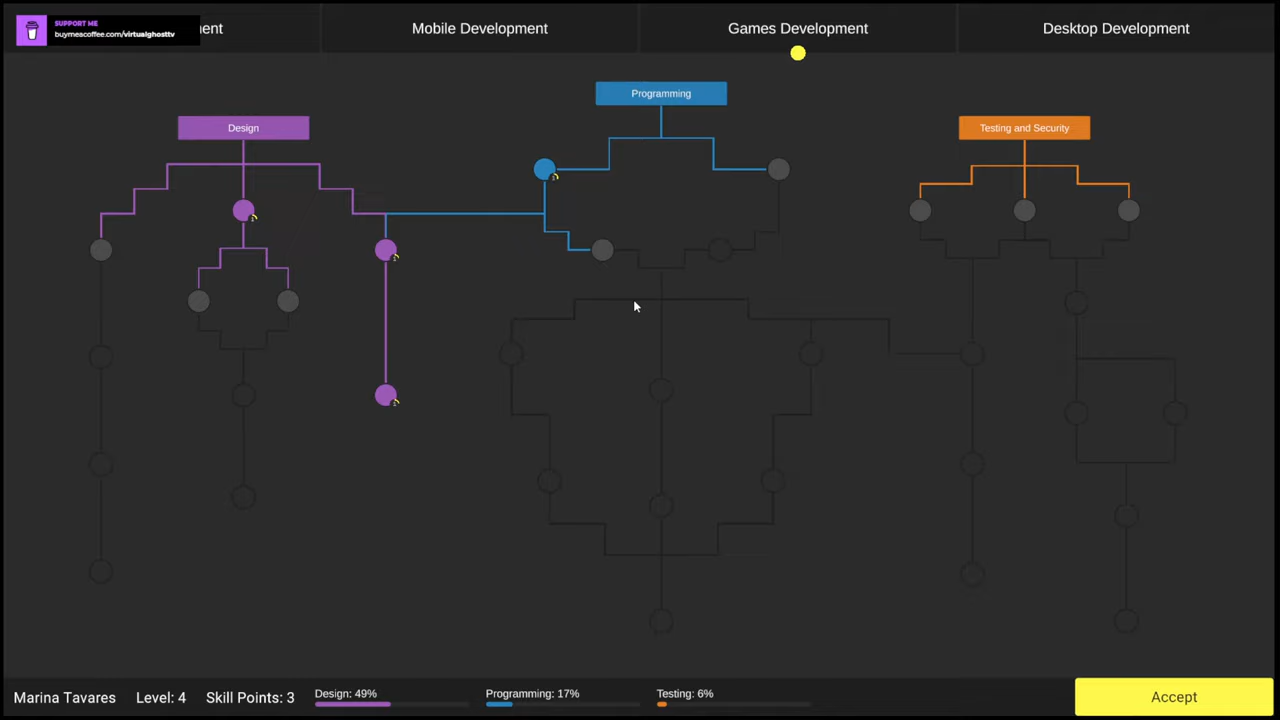 SUPPORT ME
buymeacoffee.com/virtualghosttv
ent
Mobile Development
Games Development
Desktop Development
Programming
Design
Testing and Security
Marina Tavares
Level: 4
Skill Points: 3
Design: 49%
Programming: 17%
Testing: 6%
Accept